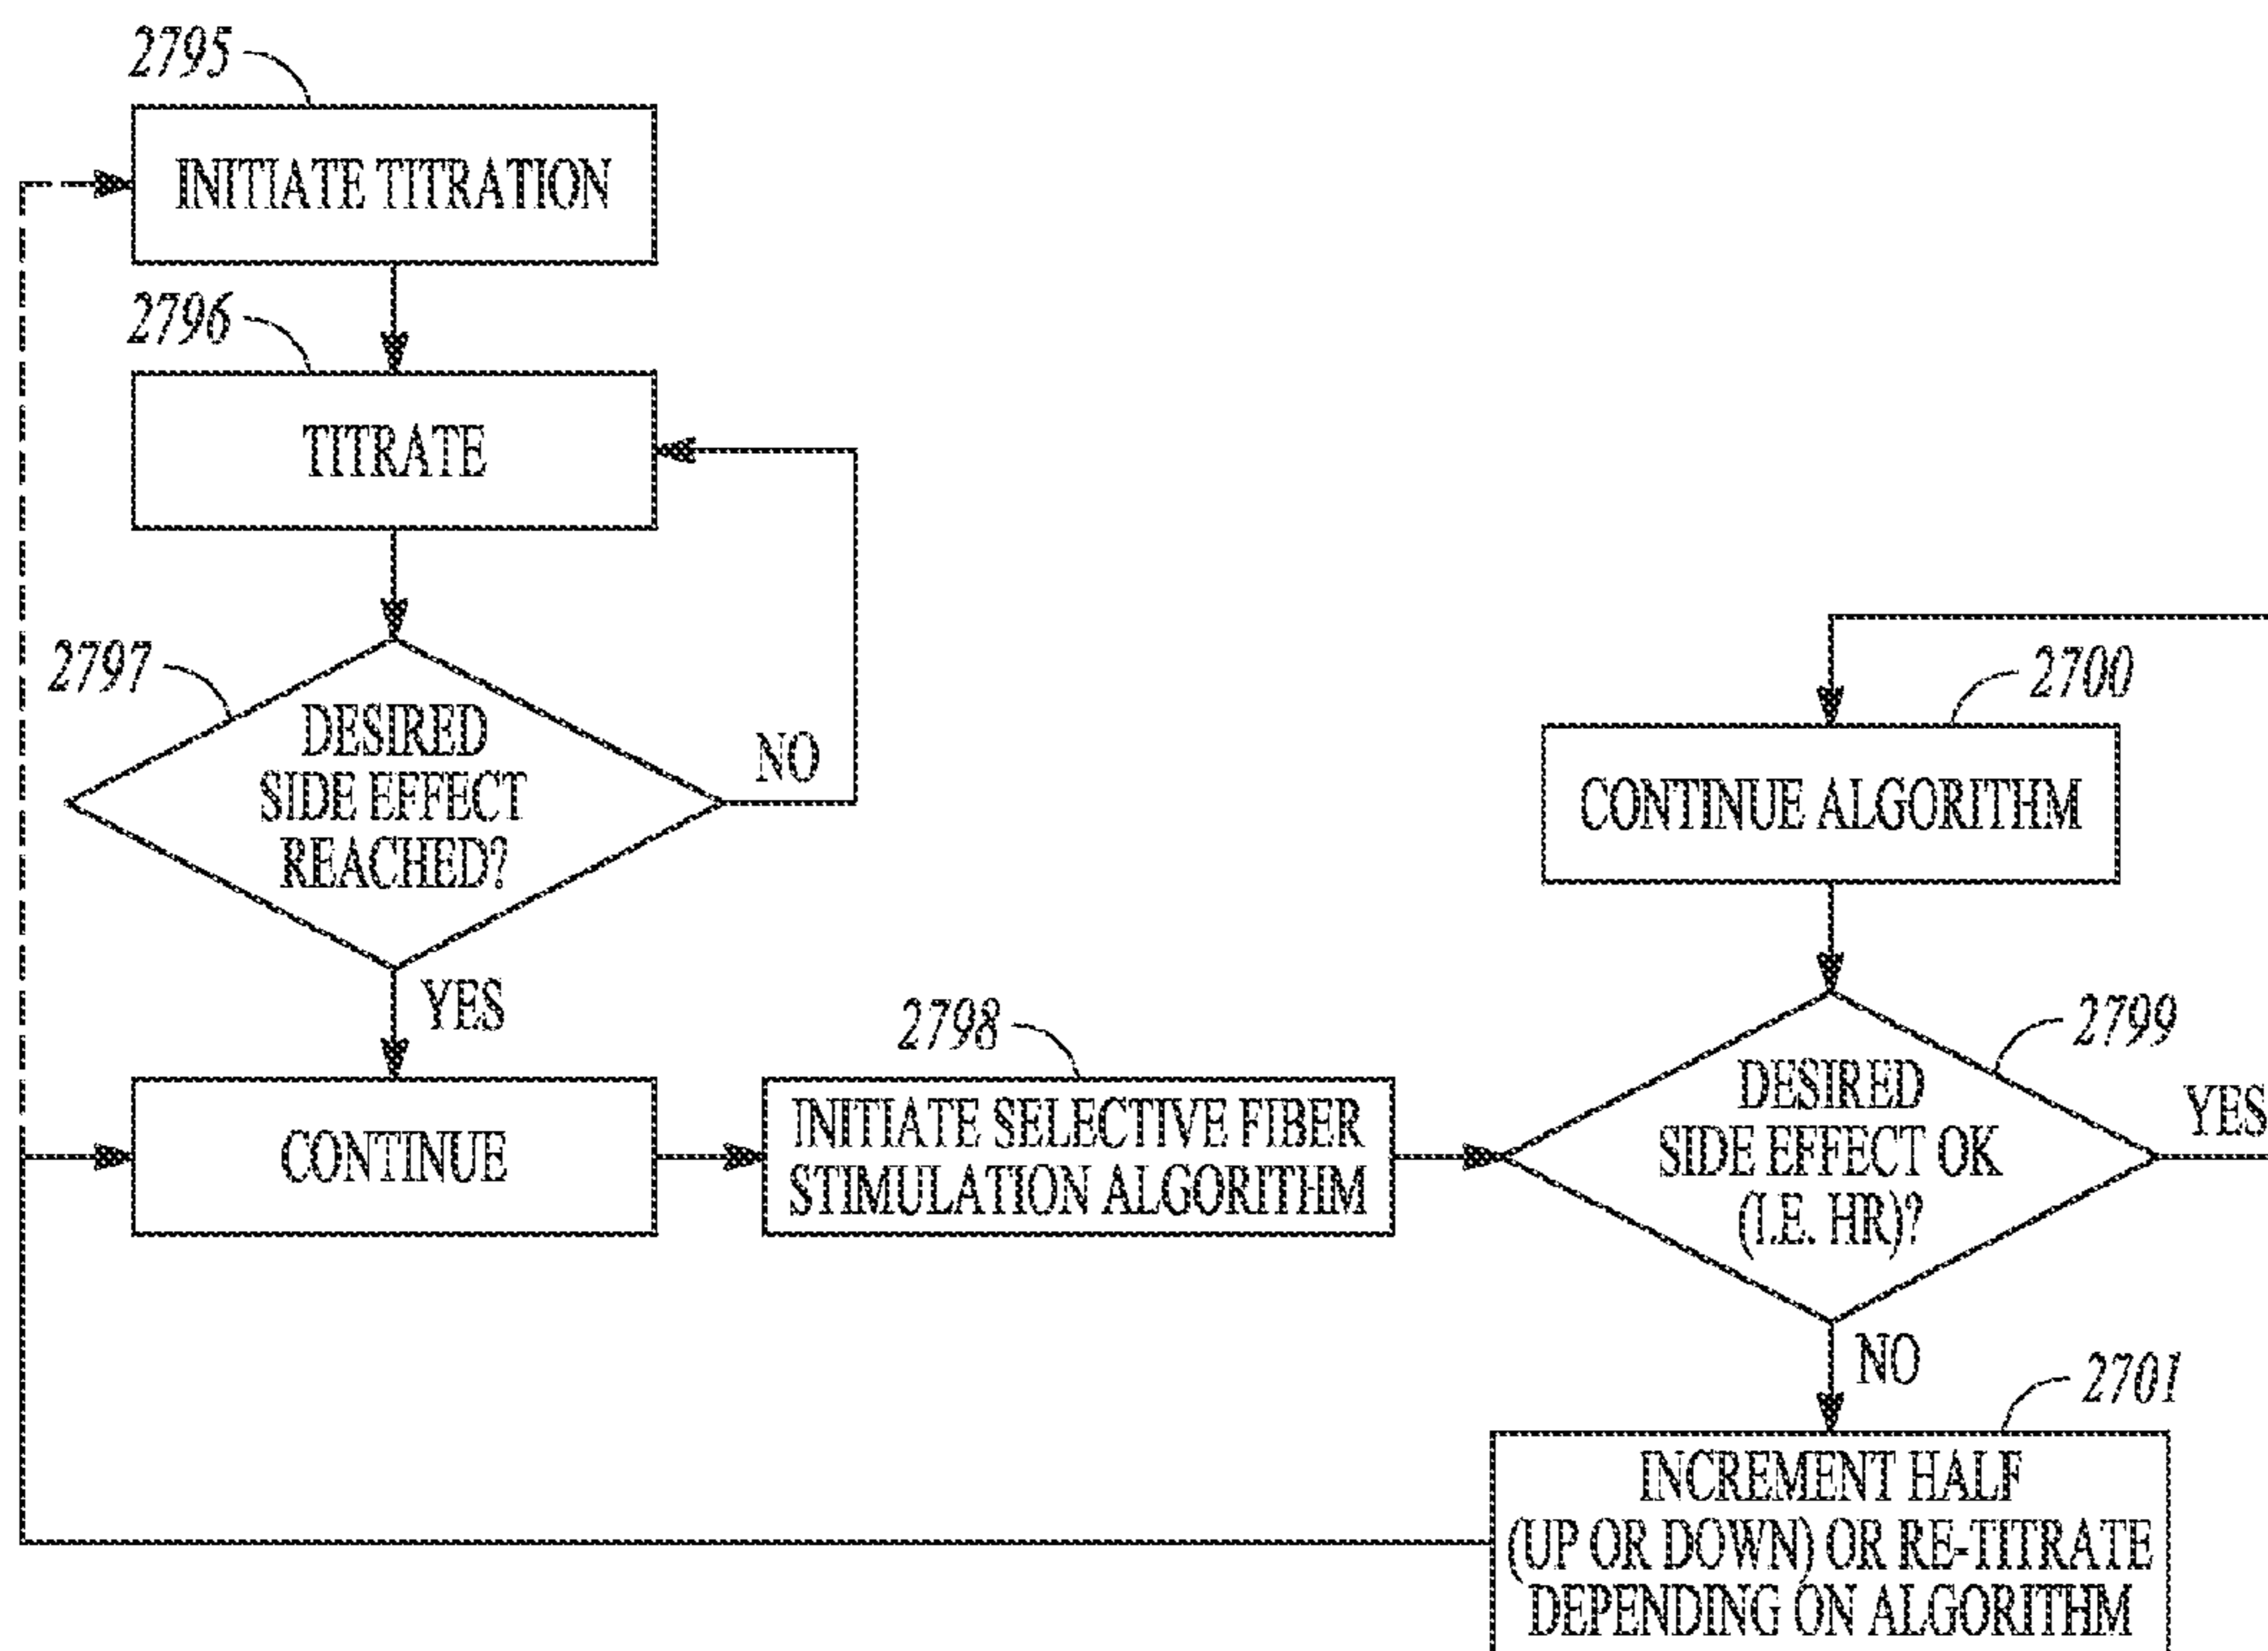 2795
INITIATE TITRATION
2796
TITRATE
2797
DESIRED
SIDE EFFECT
REACHED?
NO
YES
CONTINUE
2798
INITIATE SELECTIVE FIBER
STIMULATION ALGORITHM
2700
CONTINUE ALGORITHM
2799
DESIRED
SIDE EFFECT OK
(I.E. HR)?
YES
NO
2701
INCREMENT HALF
(UP OR DOWN) OR RE-TITRATE
DEPENDING ON ALGORITHM